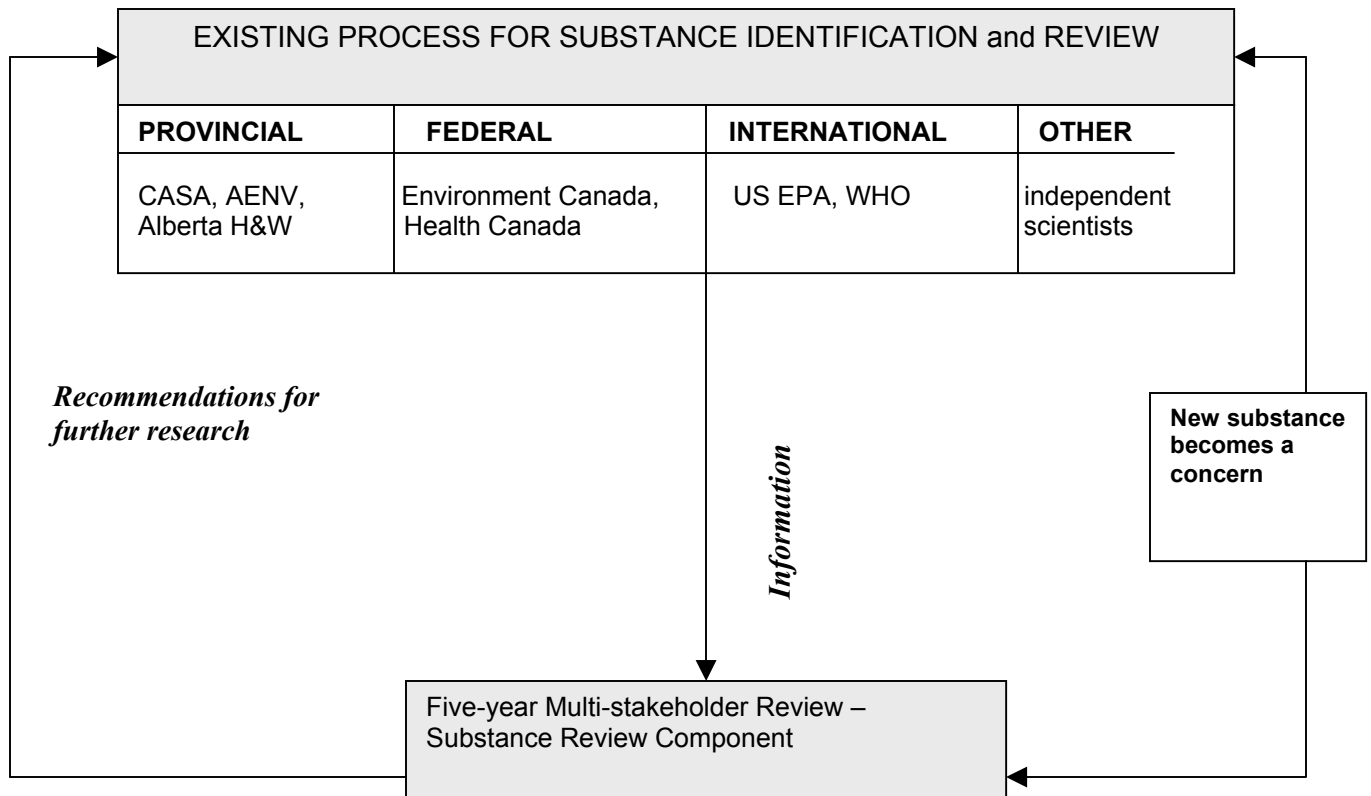 EXISTING PROCESS FOR SUBSTANCE IDENTIFICATION and REVIEW
PROVINCIAL
FEDERAL
INTERNATIONAL
OTHER
CASA, AENV,
Alberta H&W
Environment Canada,
Health Canada
US EPA, WHO
independent
scientists
Recommendations for
further research
Information
New substance
becomes a
concern
Five-year Multi-stakeholder Review –
Substance Review Component